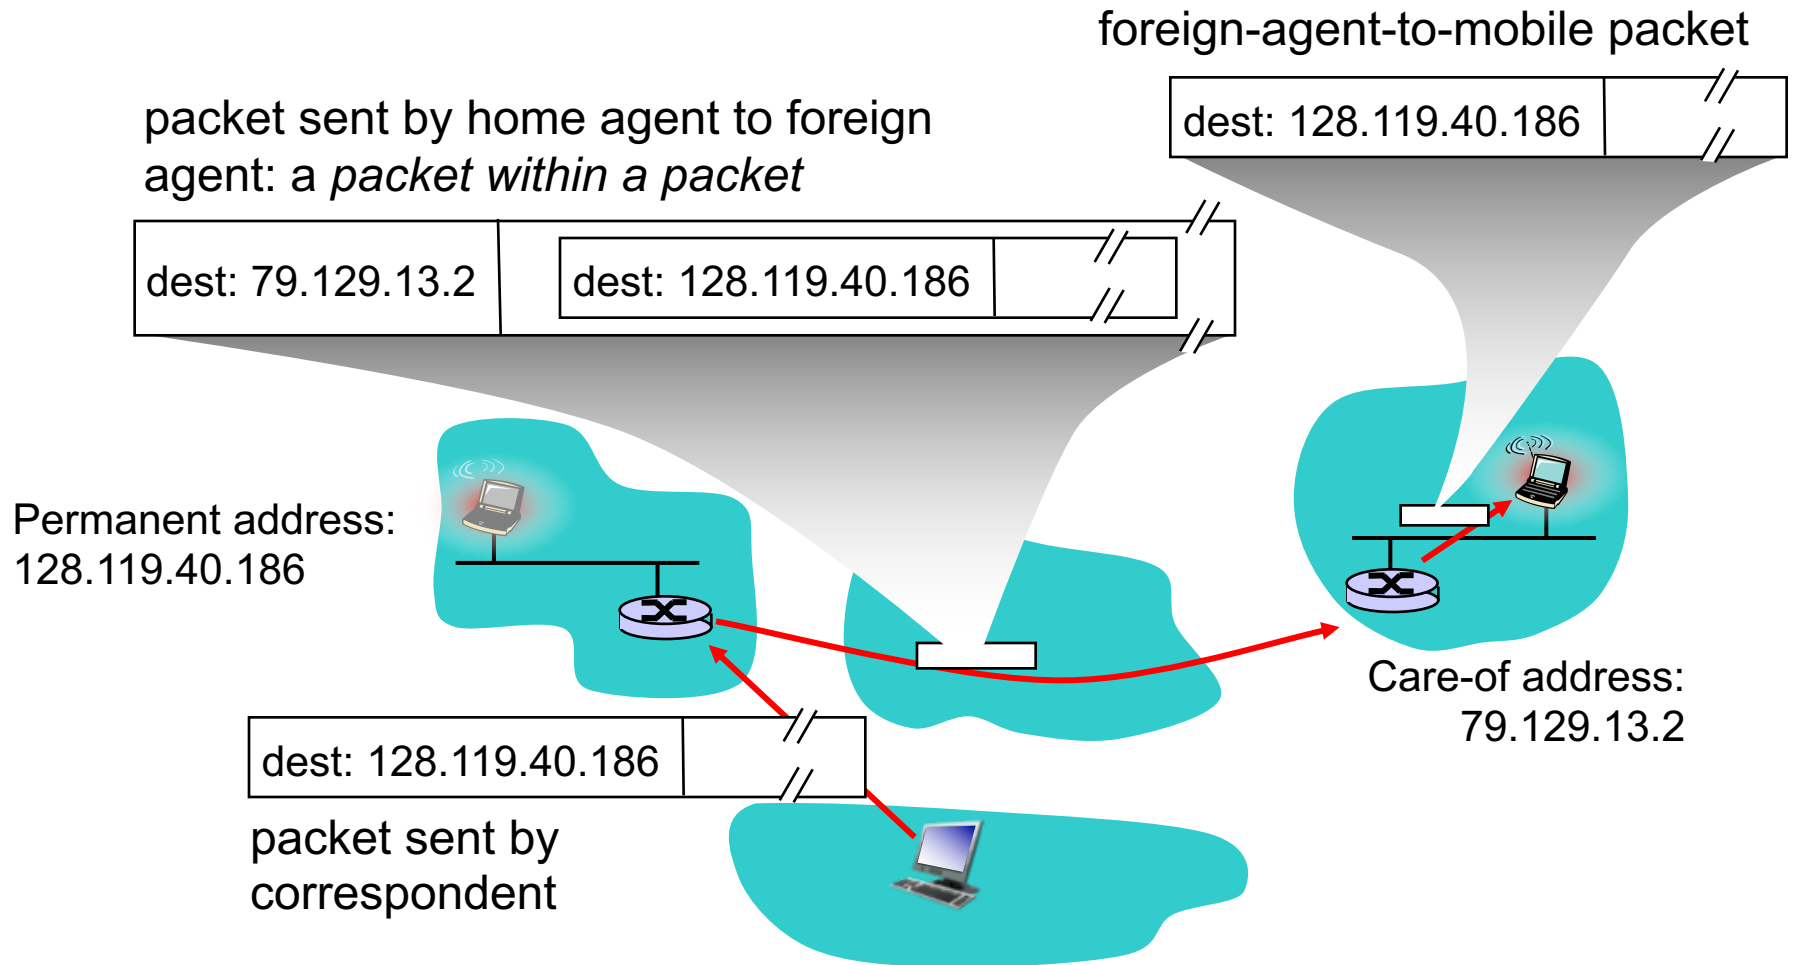 foreign-agent-to-mobile packet
dest: 128.119.40.186
packet sent by home agent to foreign
agent: a packet within a packet
dest: 79.129.13.2
dest: 128.119.40.186
Permanent address:
128.119.40.186
Care-of address:
79.129.13.2
dest: 128.119.40.186
packet sent by
correspondent